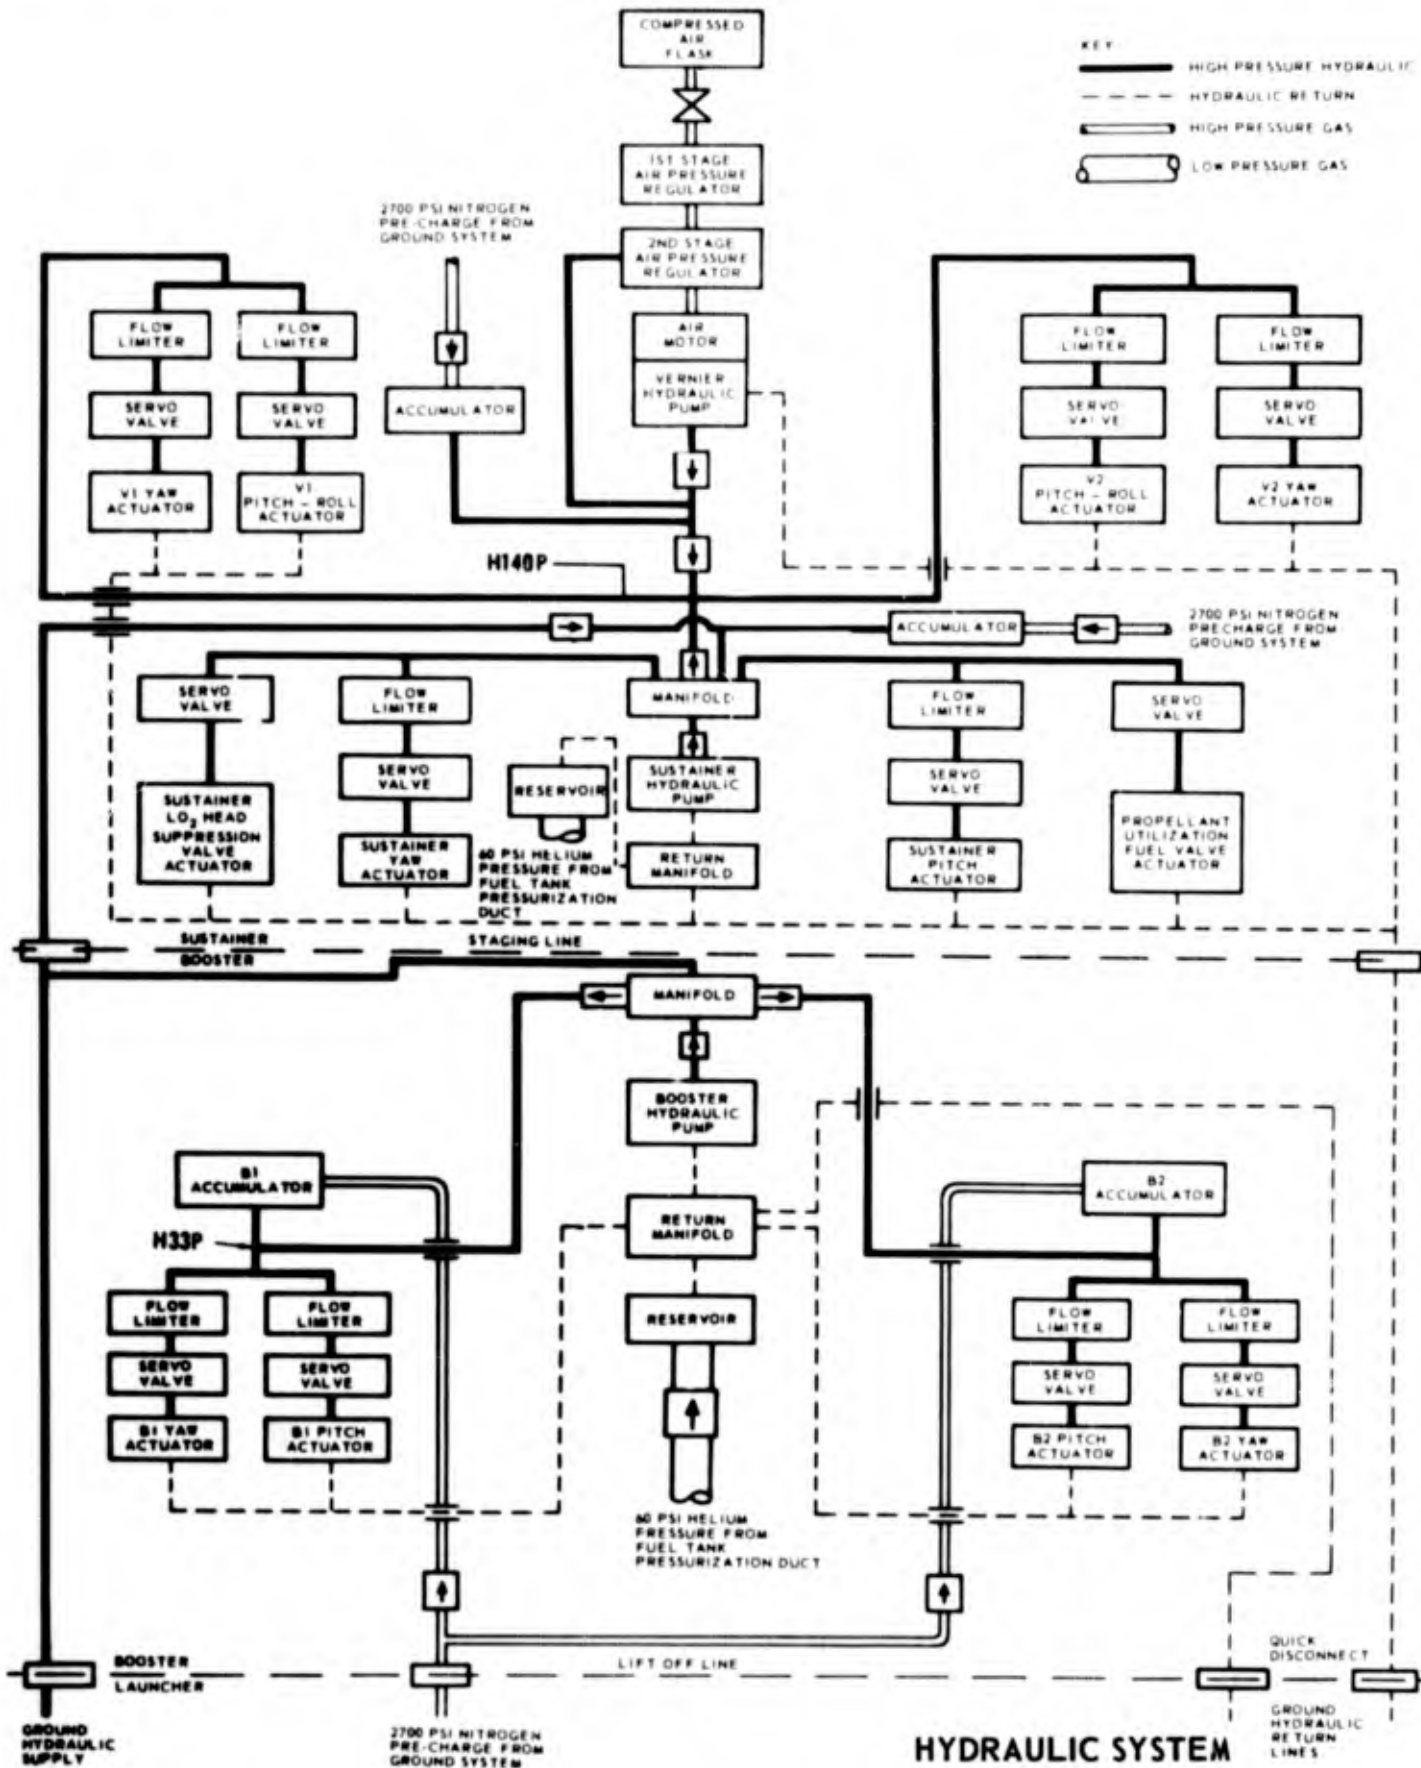 COMPRESSED
AIR
FLASK
KEY
HIGH PRESSURE HYDRAULIC
HYDRAULIC RETURN
HIGH PRESSURE GAS
LOW PRESSURE GAS
1ST STAGE
AIR PRESSURE
REGULATOR
2700 PSI NITROGEN
PRE-CHARGE FROM
GROUND SYSTEM
2ND STAGE
AIR PRESSURE
REGULATOR
FLOW
LIMITER
FLOW
LIMITER
AIR
MOTOR
VERNIER
HYDRAULIC
PUMP
FLOW
LIMITER
FLOW
LIMITER
SERVO
VALVE
SERVO
VALVE
ACCUMULATOR
SERVO
VALVE
SERVO
VALVE
V1 YAW
ACTUATOR
V1
PITCH - ROLL
ACTUATOR
V2
PITCH - ROLL
ACTUATOR
V2 YAW
ACTUATOR
H140P
ACCUMULATOR
2700 PSI NITROGEN
PRECHARGE FROM
GROUND SYSTEM
SERVO
VALVE
FLOW
LIMITER
MANIFOLD
FLOW
LIMITER
SERVO
VALVE
SERVO
VALVE
RESERVOIR
SUSTAINER
HYDRAULIC
PUMP
SERVO
VALVE
SUSTAINER
LO2 HEAD
SUPPRESSION
VALVE
ACTUATOR
SUSTAINER
YAW
ACTUATOR
60 PSI HELIUM
PRESSURE FROM
FUEL TANK
PRESSURIZATION
DUCT
RETURN
MANIFOLD
SUSTAINER
PITCH
ACTUATOR
PROPELLANT
UTILIZATION
FUEL VALVE
ACTUATOR
SUSTAINER
BOOSTER
STAGING LINE
MANIFOLD
BOOSTER
HYDRAULIC
PUMP
B1
ACCUMULATOR
B2
ACCUMULATOR
RETURN
MANIFOLD
H33P
FLOW
LIMITER
FLOW
LIMITER
RESERVOIR
FLOW
LIMITER
FLOW
LIMITER
SERVO
VALVE
SERVO
VALVE
SERVO
VALVE
SERVO
VALVE
B1 YAW
ACTUATOR
B1 PITCH
ACTUATOR
B2 PITCH
ACTUATOR
B2 YAW
ACTUATOR
60 PSI HELIUM
PRESSURE FROM
FUEL TANK
PRESSURIZATION DUCT
BOOSTER
LAUNCHER
LIFT OFF LINE
QUICK
DISCONNECT
GROUND
HYDRAULIC
SUPPLY
2700 PSI NITROGEN
PRE-CHARGE FROM
GROUND SYSTEM
HYDRAULIC SYSTEM
GROUND
HYDRAULIC
RETURN
LINES